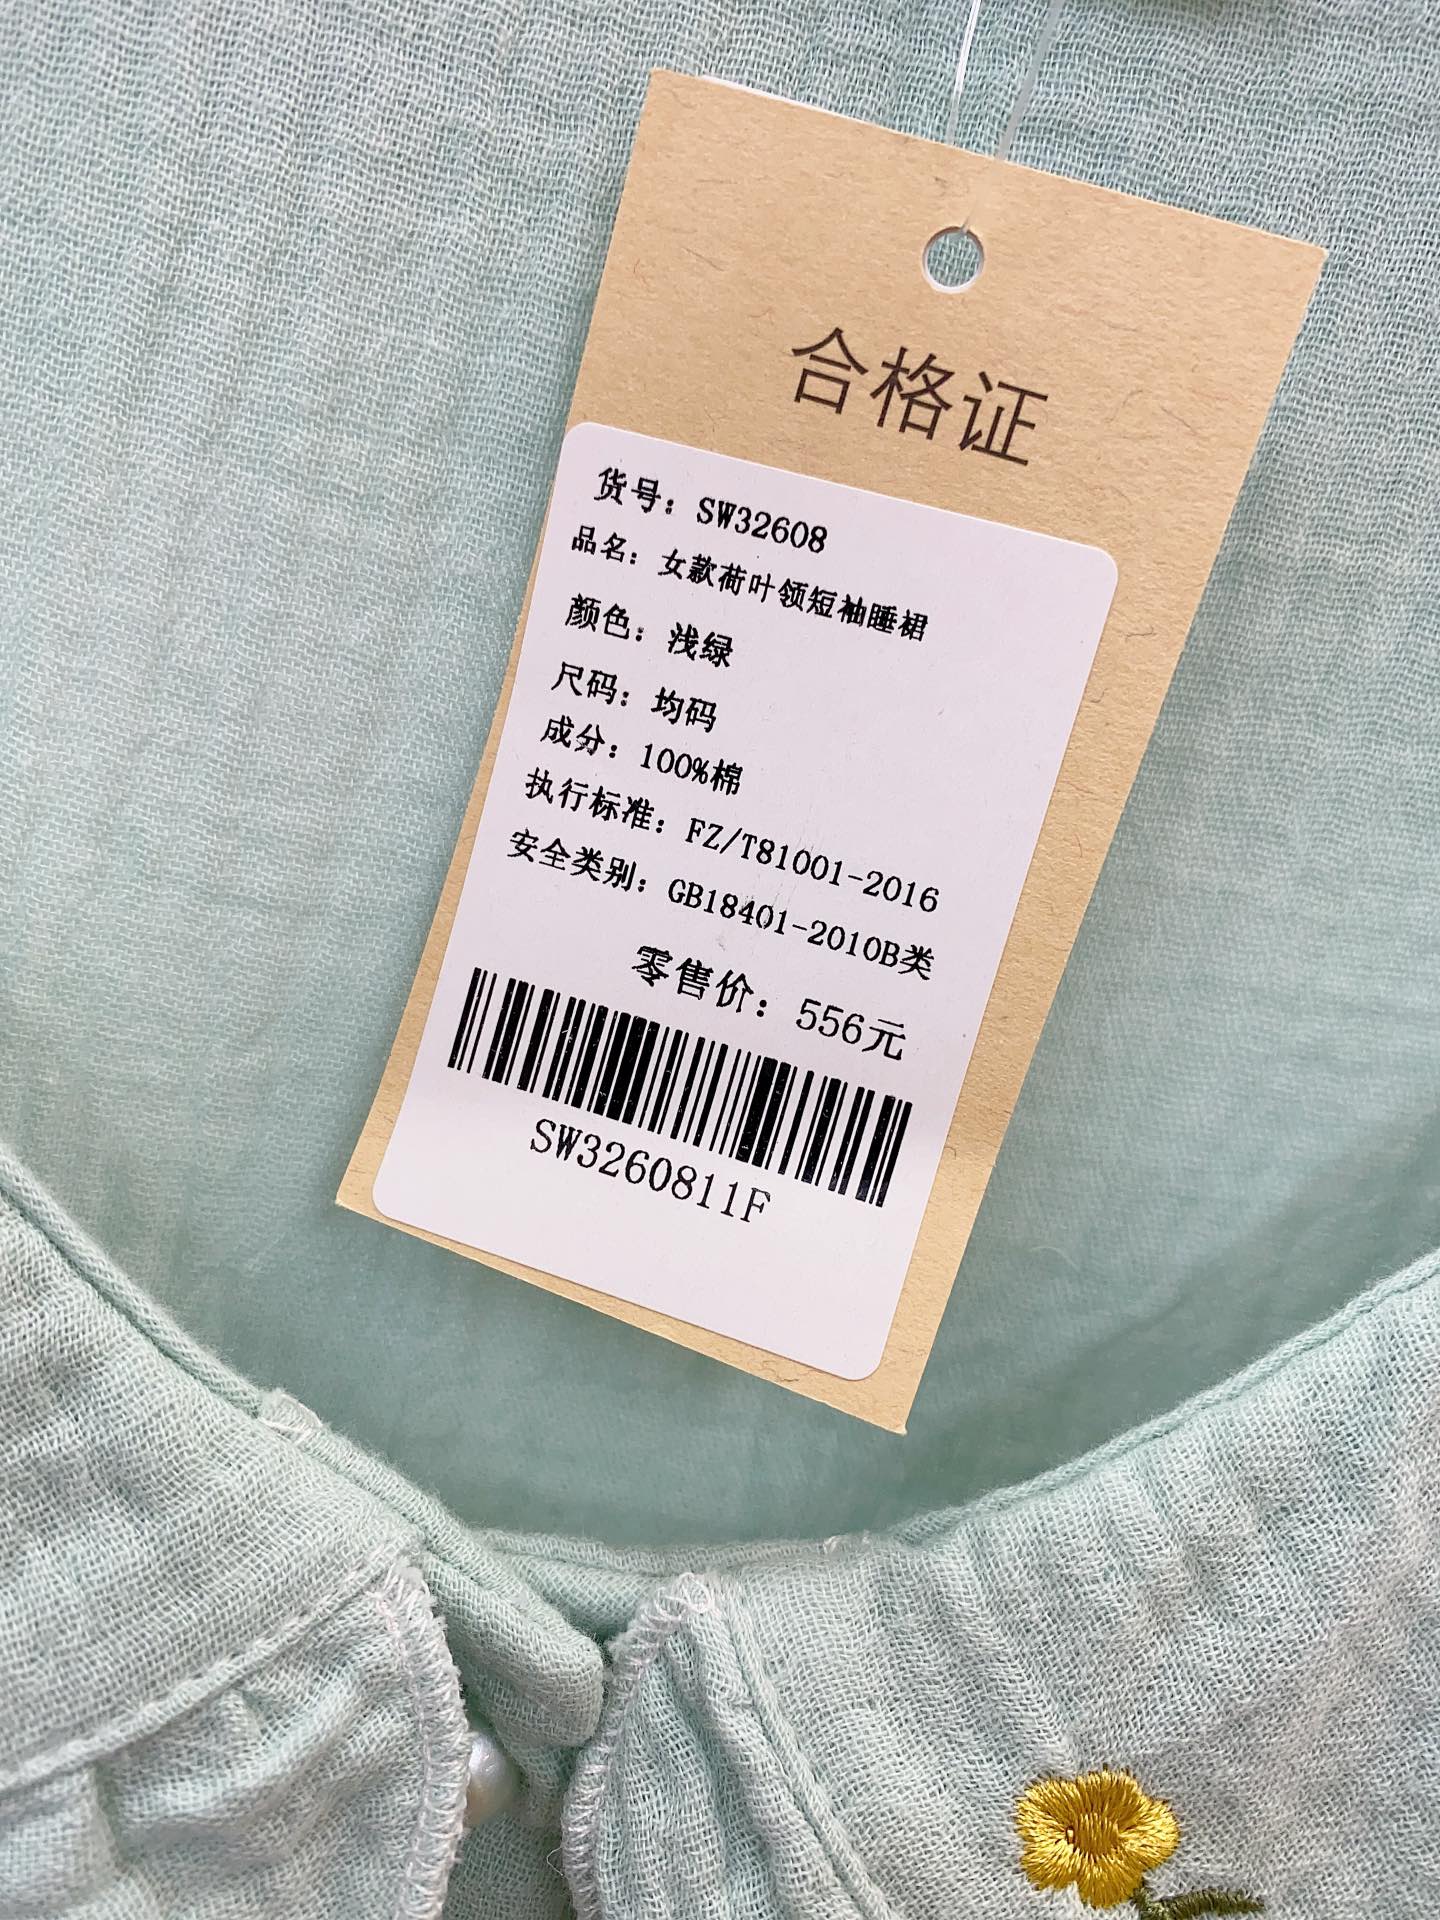 合格证
货号：SW32608
品名：女款荷叶领短袖睡裙
颜色：浅绿
尺码：均码
成分：100%棉
执行标准：FZ/T81001-2016
安全类别：GB18401-2010B类
零售价：556元
SW3260811F